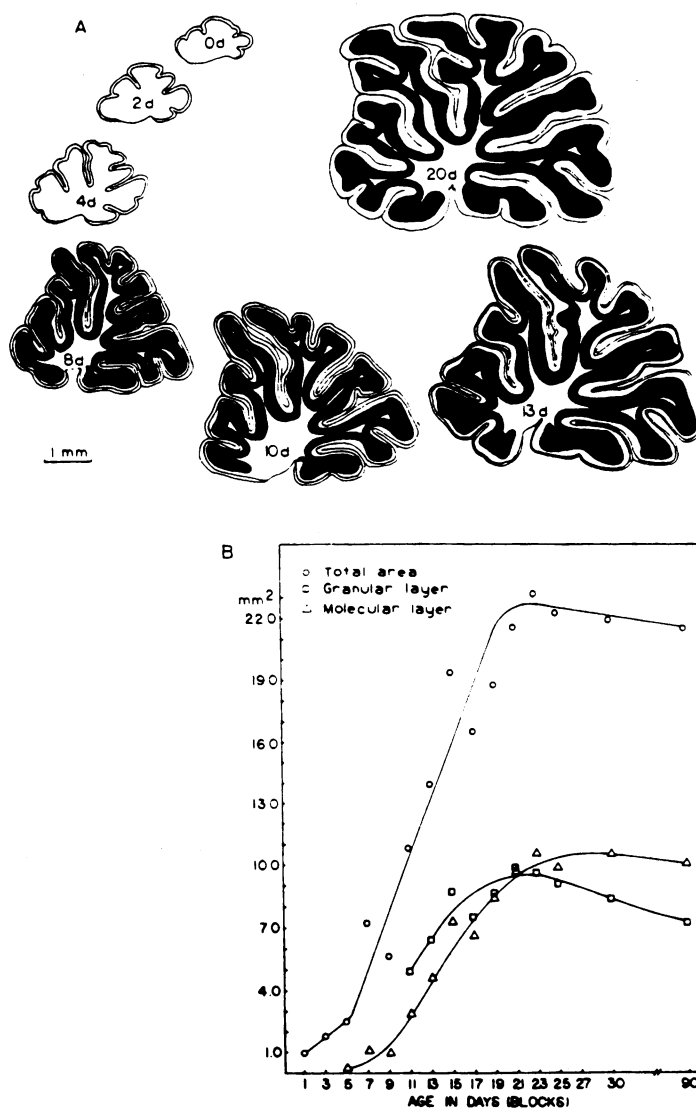 A
0d
2d
4d
20d
8d
10d
13d
1 mm
B
○ Total area
□ Granular layer
△ Molecular layer
mm2
22.0
19.0
16.0
13.0
10.0
7.0
4.0
1.0
1 3 5 7 9 11 13 15 17 19 21 23 25 27 30 90
AGE IN DAYS (BLOCKS)